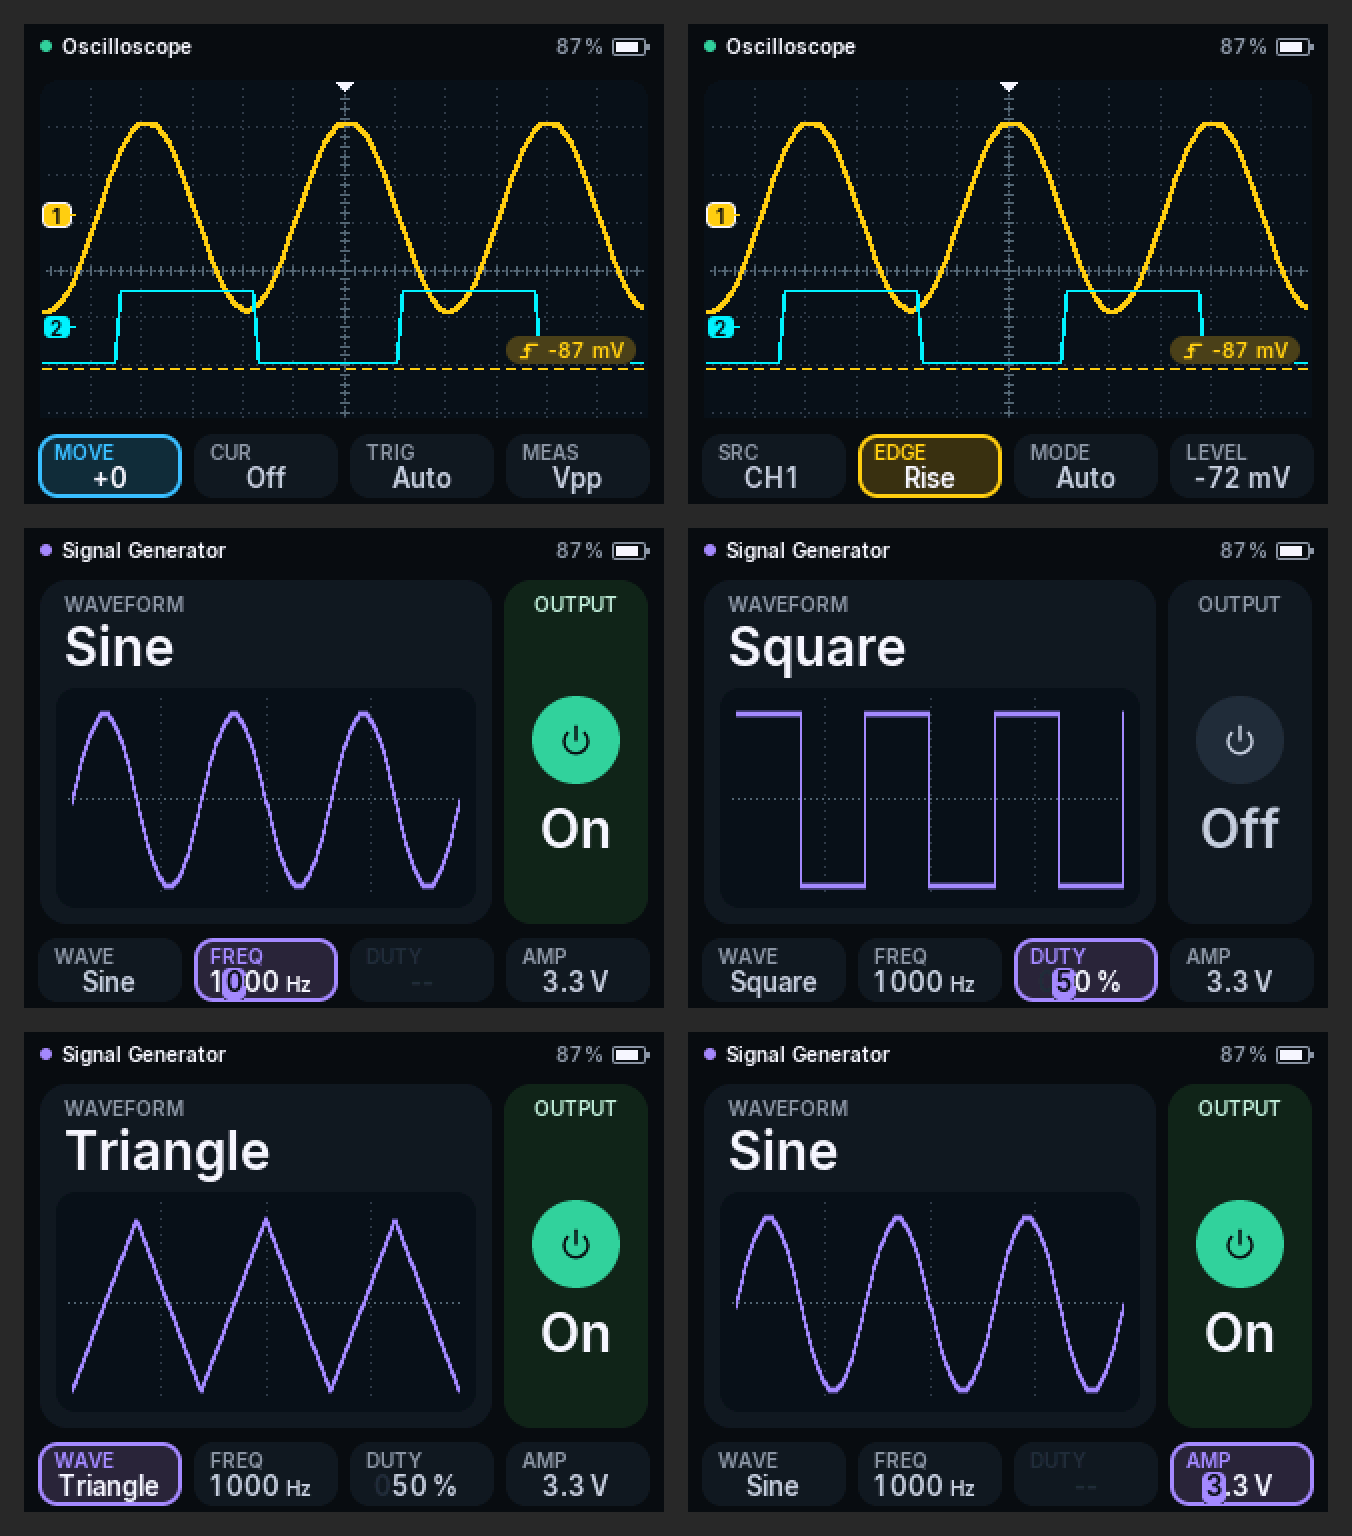 Oscilloscope 87%
1
2
-87 mV
MOVE CUR TRIG MEAS
+0 Off Auto Vpp
Oscilloscope 87%
1
2
-87 mV
SRC EDGE MODE LEVEL
CH1 Rise Auto -72 mV
Signal Generator 87%
WAVEFORM OUTPUT
Sine
On
WAVE FREQ DUTY AMP
Sine 1000 Hz -- 3.3 V
Signal Generator 87%
WAVEFORM OUTPUT
Square
Off
WAVE FREQ DUTY AMP
Square 1000 Hz 50 % 3.3 V
Signal Generator 87%
WAVEFORM OUTPUT
Triangle
On
WAVE FREQ DUTY AMP
Triangle 1000 Hz 050 % 3.3 V
Signal Generator 87%
WAVEFORM OUTPUT
Sine
On
WAVE FREQ DUTY AMP
Sine 1000 Hz -- 3.3 V